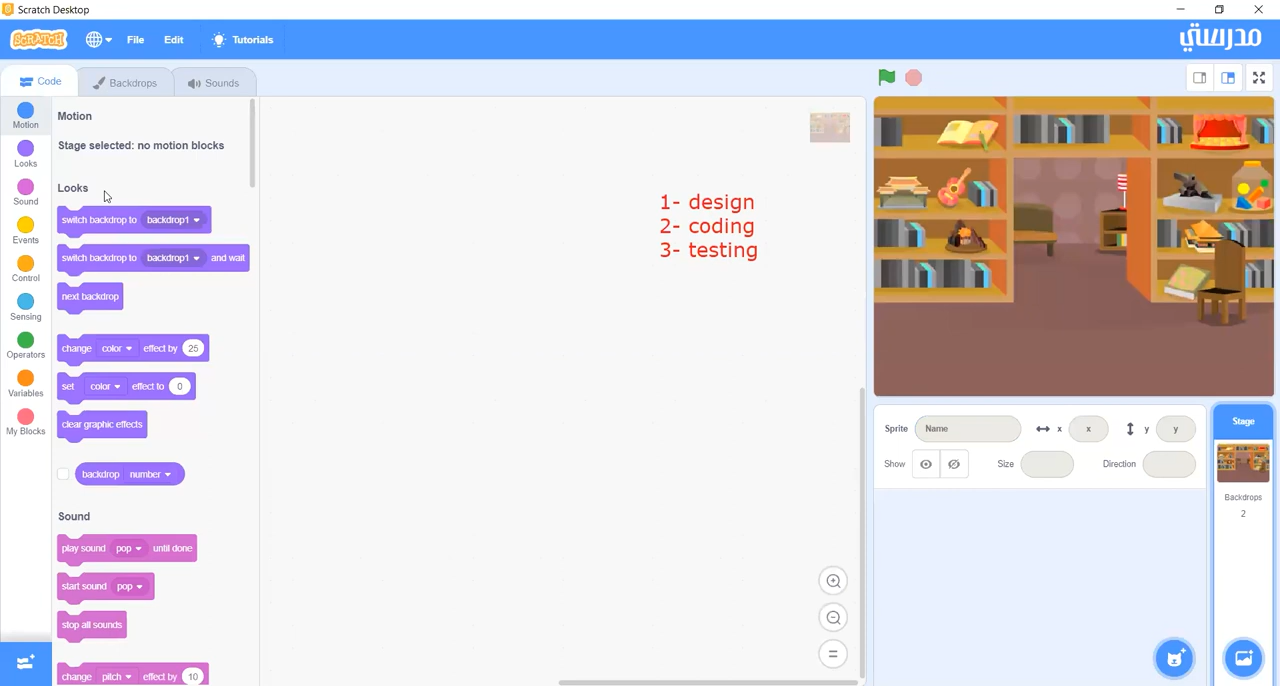 Scratch Desktop
SCRATCH
File
Edit
Tutorials
مدرستي
Code
Backdrops
Sounds
Motion
Looks
Sound
Events
Control
Sensing
Operators
Variables
My Blocks
Motion
Stage selected: no motion blocks
Looks
switch backdrop to backdrop1
switch backdrop to backdrop1 and wait
next backdrop
change color effect by 25
set color effect to 0
clear graphic effects
backdrop number
Sound
play sound pop until done
start sound pop
stop all sounds
change pitch effect by 10
1- design
2- coding
3- testing
Sprite Name x x y y
Show Size Direction
Stage
Backdrops
2